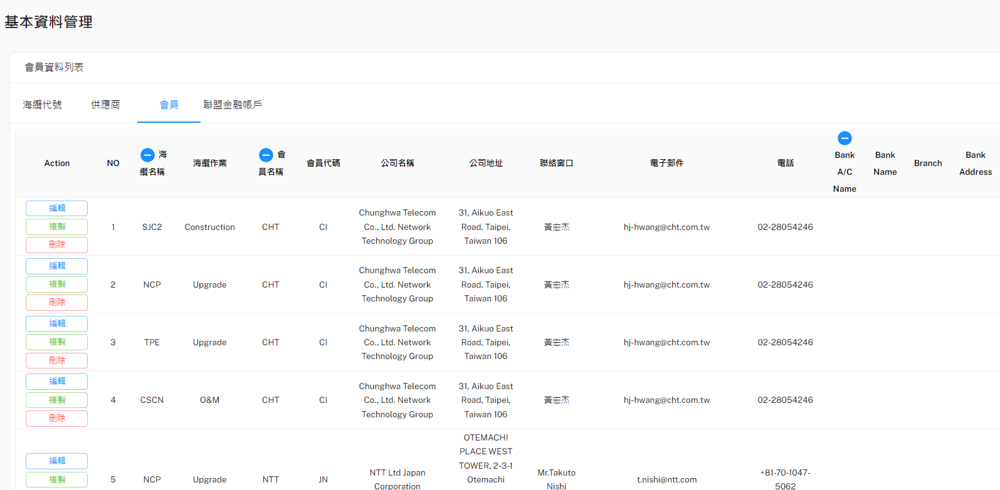 基本資料管理
會員資料列表
海纜代號 供應商 會員 聯盟金融帳戶
Action NO 海纜名稱 海纜作業 會員名稱 會員代碼 公司名稱 公司地址 聯絡窗口 電子郵件 電話 Bank A/C Name Bank Name Branch Bank Address
編輯
複製
刪除
1 SJC2 Construction CHT CI
Chunghwa Telecom
Co., Ltd. Network
Technology Group
31, Aikuo East
Road, Taipei,
Taiwan 106
黃宏杰 hj-hwang@cht.com.tw 02-28054246
編輯
複製
刪除
2 NCP Upgrade CHT CI
Chunghwa Telecom
Co., Ltd. Network
Technology Group
31, Aikuo East
Road, Taipei,
Taiwan 106
黃宏杰 hj-hwang@cht.com.tw 02-28054246
編輯
複製
刪除
3 TPE Upgrade CHT CI
Chunghwa Telecom
Co., Ltd. Network
Technology Group
31, Aikuo East
Road, Taipei,
Taiwan 106
黃宏杰 hj-hwang@cht.com.tw 02-28054246
編輯
複製
刪除
4 CSCN O&M CHT CI
Chunghwa Telecom
Co., Ltd. Network
Technology Group
31, Aikuo East
Road, Taipei,
Taiwan 106
黃宏杰 hj-hwang@cht.com.tw 02-28054246
編輯
複製
5 NCP Upgrade NTT JN
NTT Ltd Japan
Corporation
OTEMACHI
PLACE WEST
TOWER, 2-3-1
Otemachi
Mr.Takuto
Nishi
t.nishi@ntt.com
+81-70-1047-
5062